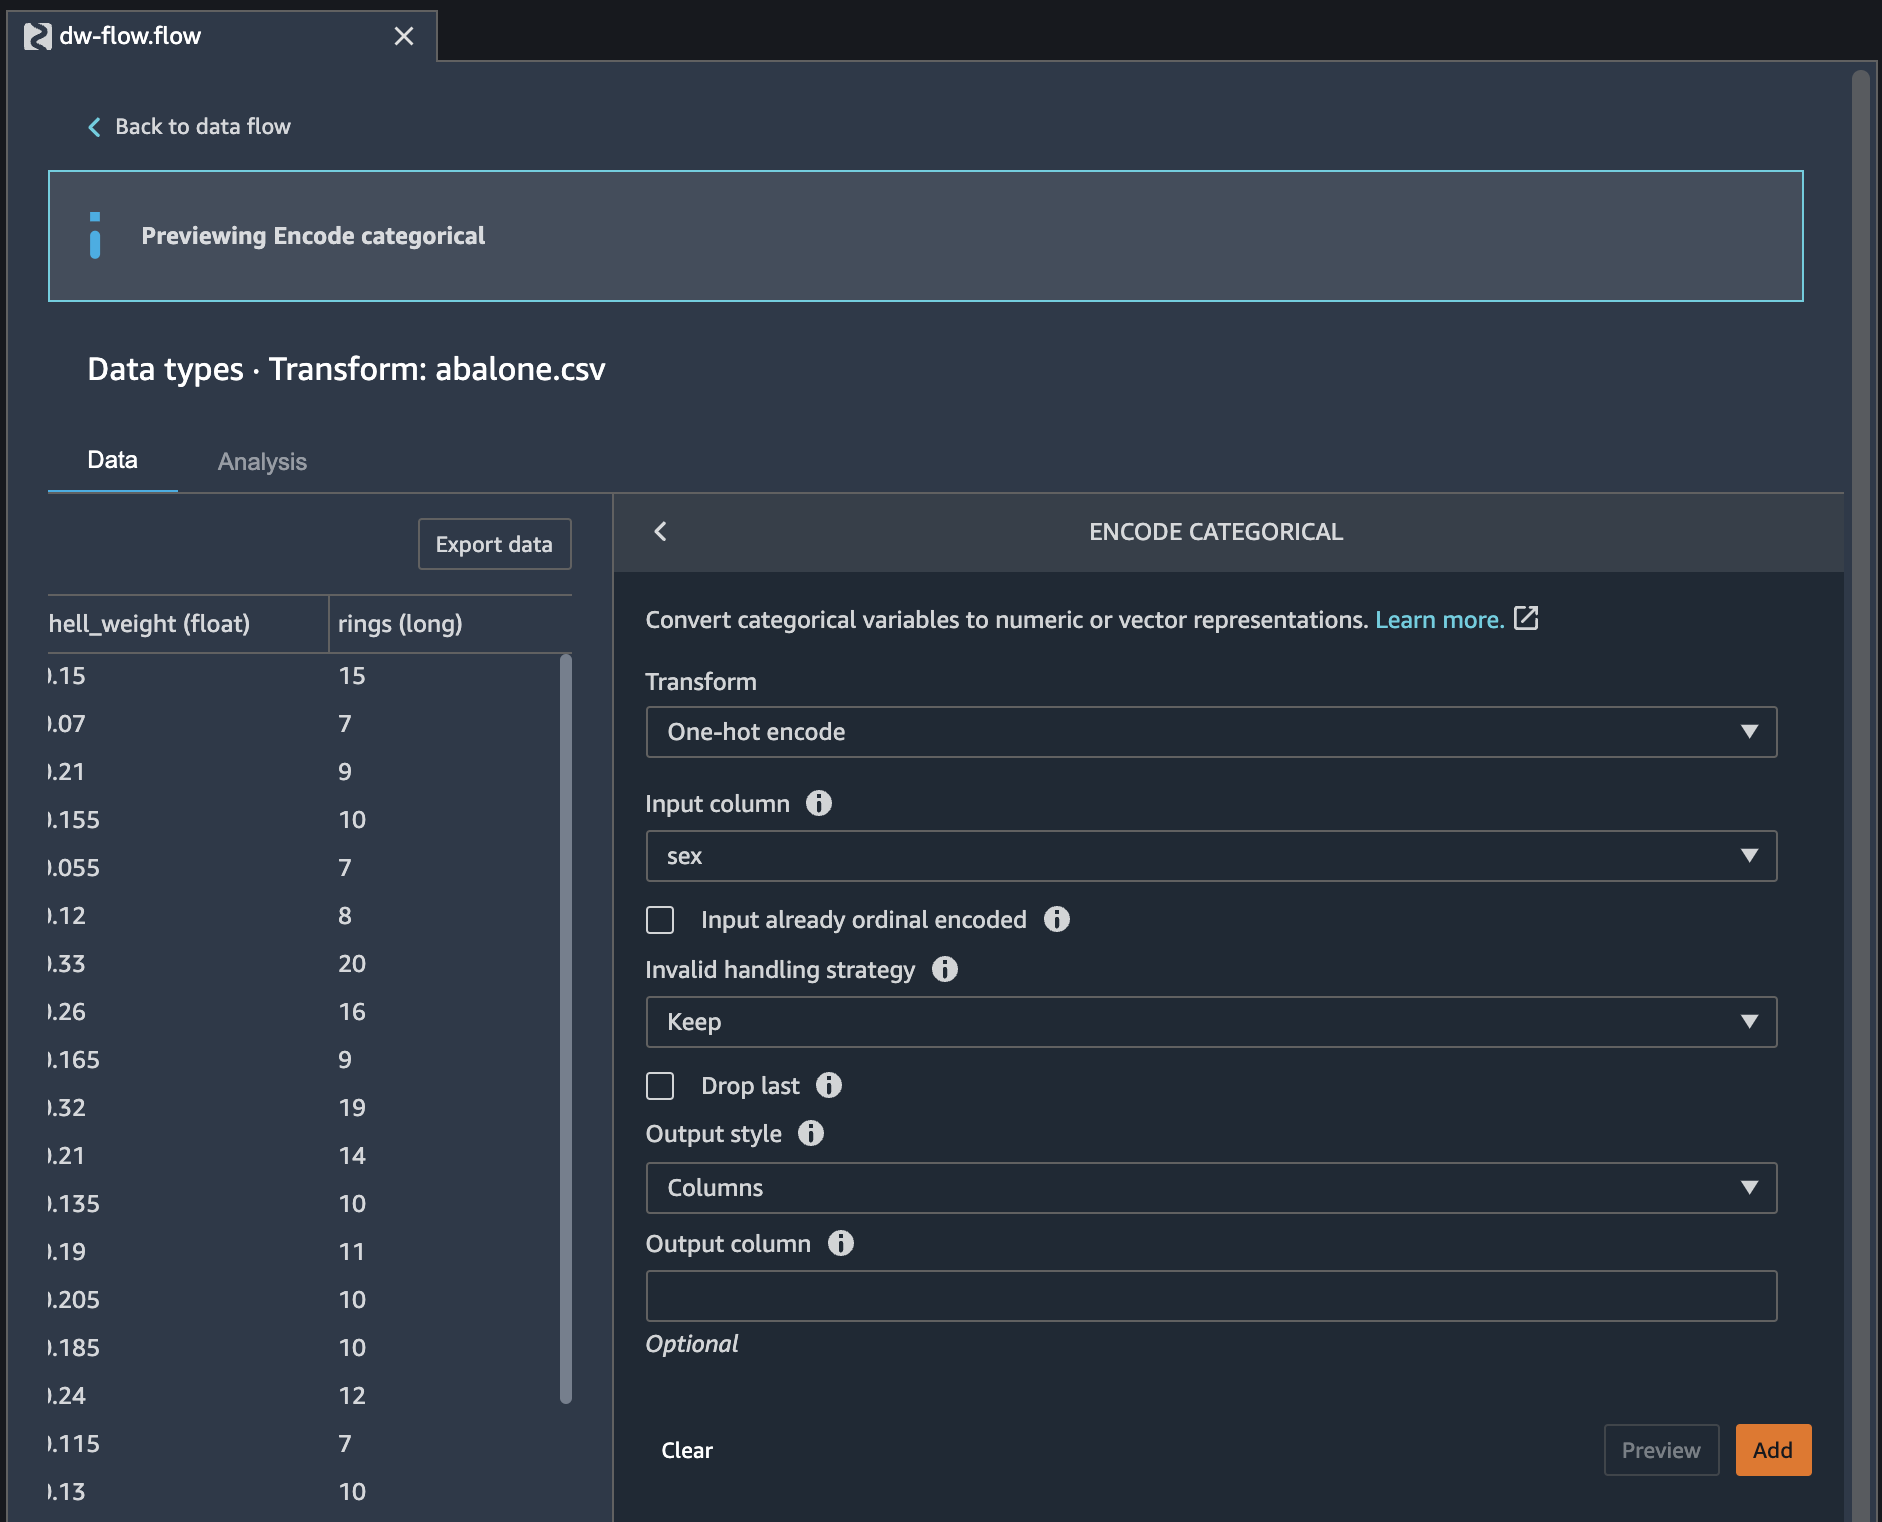 dw-flow.flow
Back to data flow
Previewing Encode categorical
Data types · Transform: abalone.csv
Data Analysis
Export data
hell_weight (float) rings (long)
.15 15
.07 7
.21 9
.155 10
.055 7
.12 8
.33 20
.26 16
.165 9
.32 19
.21 14
.135 10
.19 11
.205 10
.185 10
.24 12
.115 7
.13 10
ENCODE CATEGORICAL
Convert categorical variables to numeric or vector representations. Learn more.
Transform
One-hot encode
Input column
sex
Input already ordinal encoded
Invalid handling strategy
Keep
Drop last
Output style
Columns
Output column
Optional
Clear Preview Add